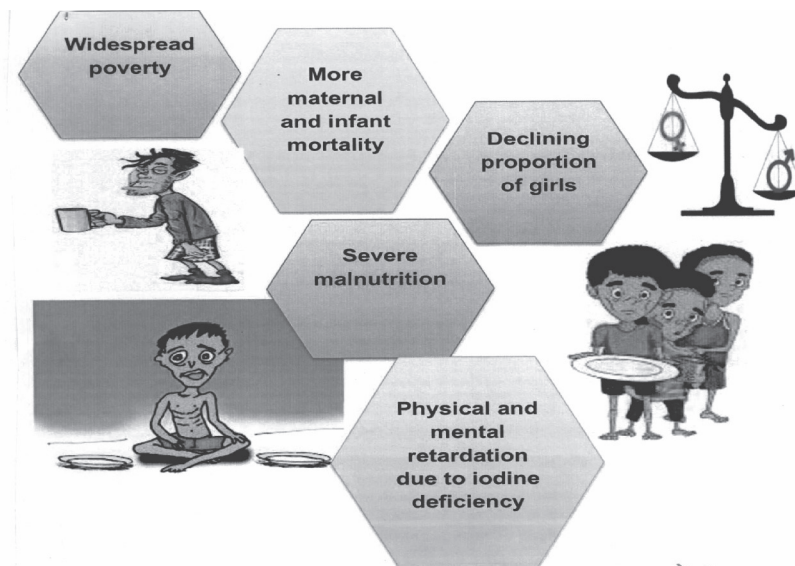 Widespread
poverty
More
maternal
and infant
mortality
Declining
proportion
of girls
Severe
malnutrition
Physical and
mental
retardation
due to iodine
deficiency